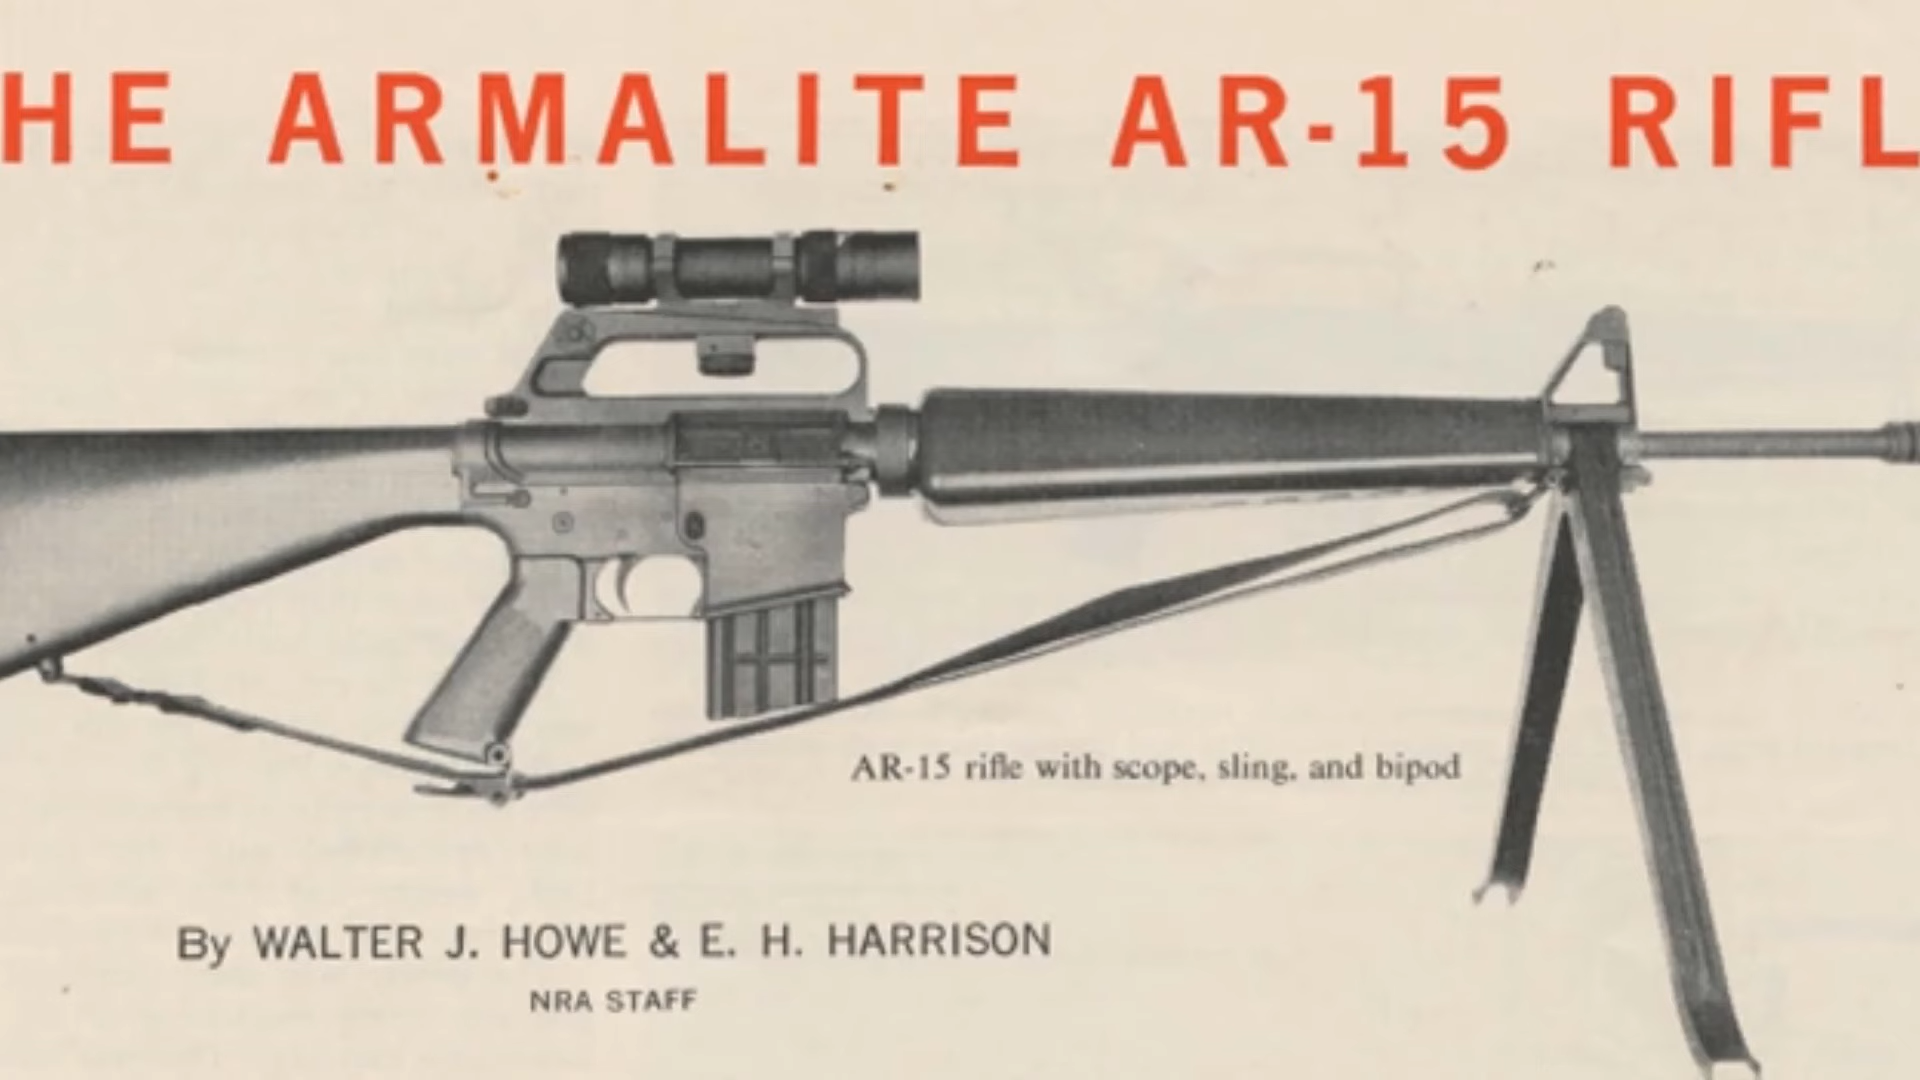 HE ARMALITE AR-15 RIFL
AR-15 rifle with scope, sling, and bipod
By WALTER J. HOWE & E. H. HARRISON
NRA STAFF